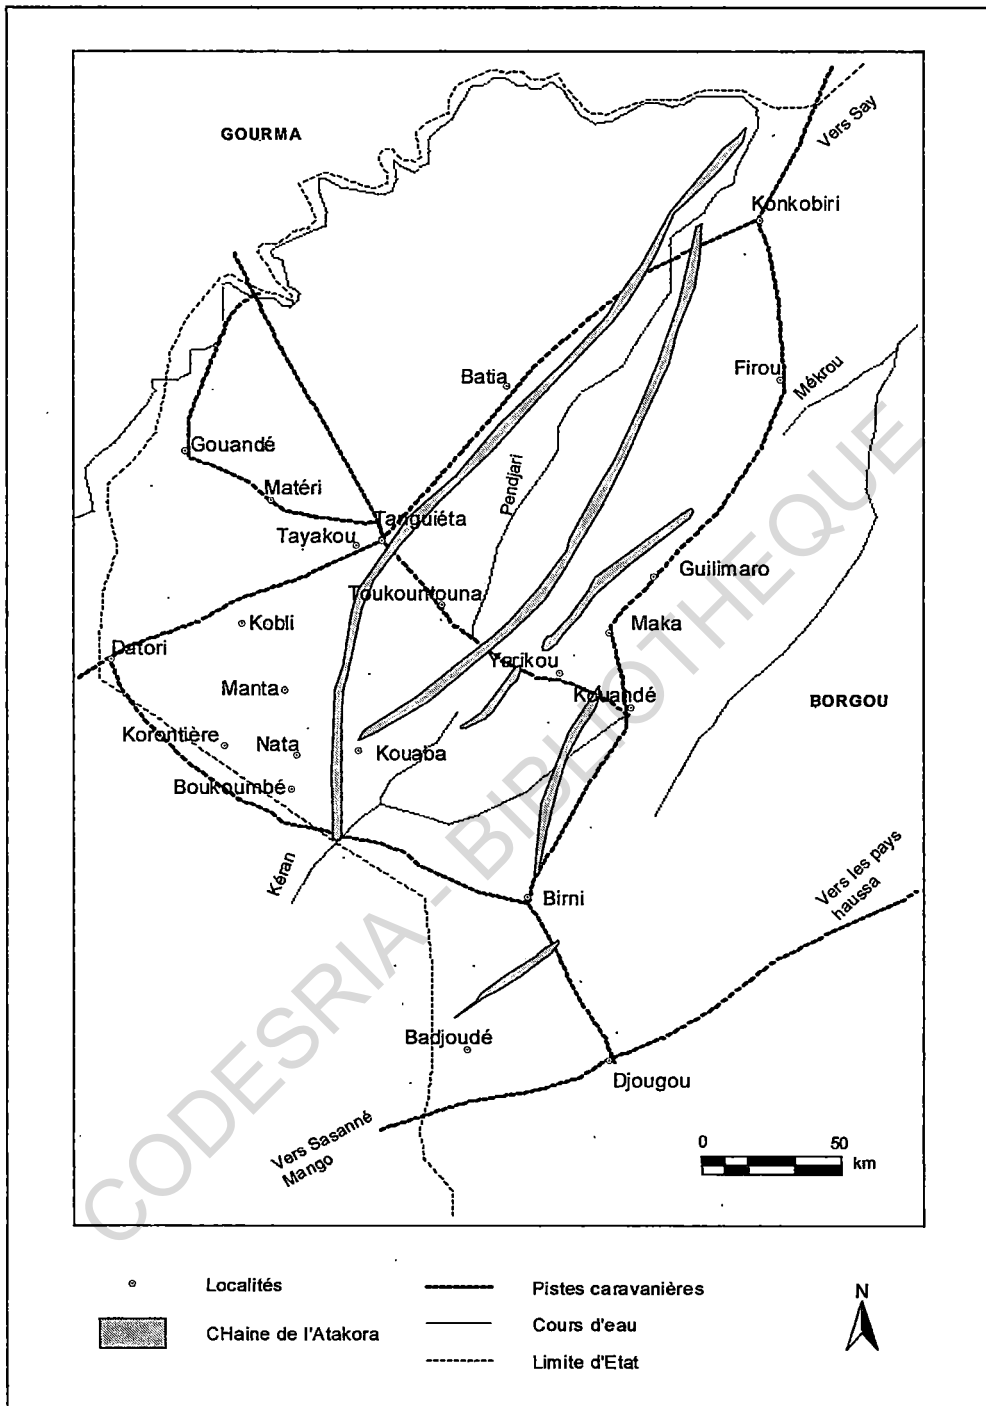 GOURMA
Vers Say
Konkobiri
Firou
Mékrou
Batia
Gouandé
Pendjari
Matéri
Tanguiéta
Tayakou
Guilimaro
Toukountouna
Kobli
Maka
Datori
Yarikou
Manta
Kouandé
BORGOU
Korontière
Nata
Kouaba
Boukoumbé
Kéran
Birni
Vers les pays
haussa
Badjoudé
Djougou
Vers Sasanné
Mango
0 50
km
CODESRIA - BIBLIOTHEQUE
Localités
Pistes caravanières
N
CHaine de l'Atakora
Cours d'eau
Limite d'Etat